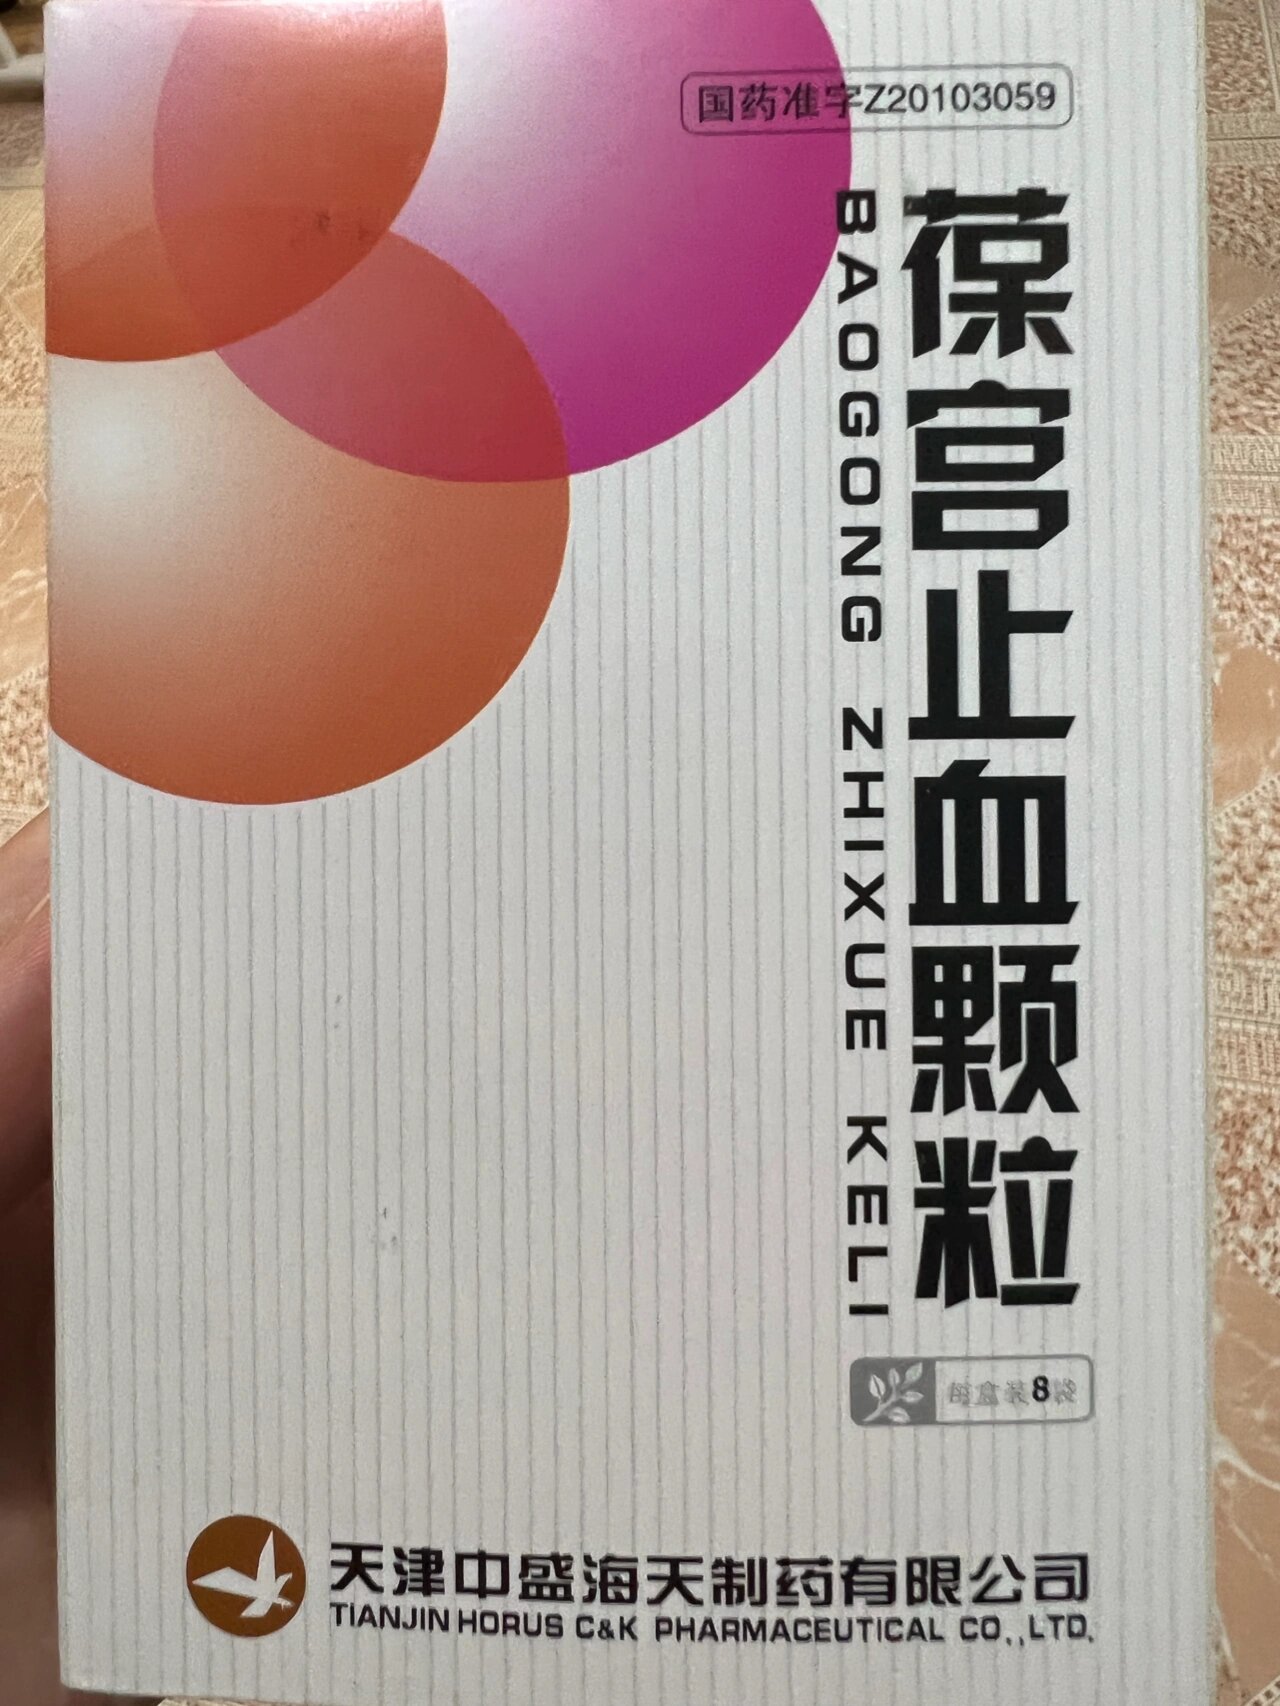 国药准字Z20103059
葆宫止血颗粒
BAOGONG ZHIXUE KELI
每盒装8袋
天津中盛海天制药有限公司
TIANJIN HORUS C&K PHARMACEUTICAL CO.,LTD.